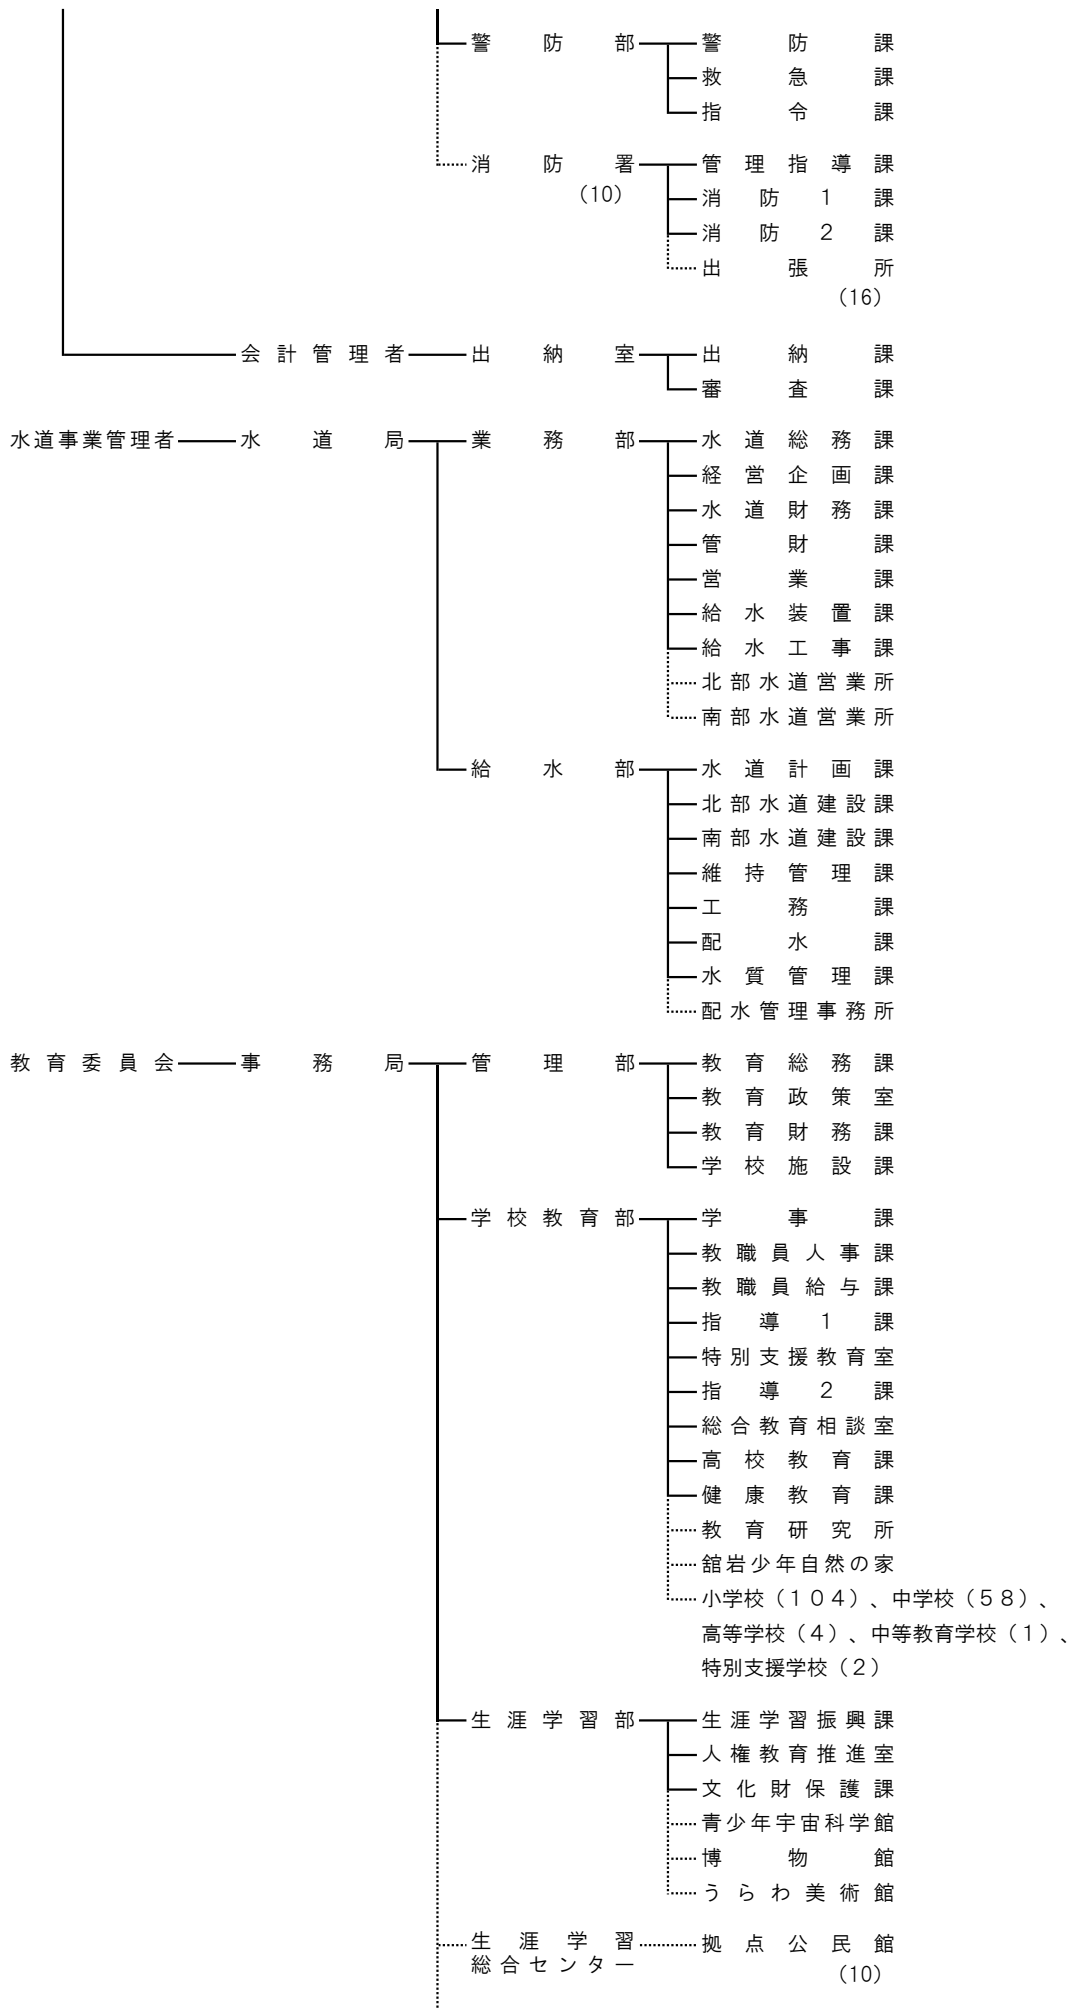 警防部 警防課
救急課
指令課
消防署 管理指導課
(10) 消防1課
消防2課
出張所
(16)
会計管理者 出納室 出納課
審査課
水道事業管理者 水道局 業務部 水道総務課
経営企画課
水道財務課
管財課
営業課
給水装置課
給水工事課
北部水道営業所
南部水道営業所
給水部 水道計画課
北部水道建設課
南部水道建設課
維持管理課
工務課
配水課
水質管理課
配水管理事務所
教育委員会 事務局 管理部 教育総務課
教育政策室
教育財務課
学校施設課
学校教育部 学事課
教職員人事課
教職員給与課
指導1課
特別支援教育室
指導2課
総合教育相談室
高校教育課
健康教育課
教育研究所
舘岩少年自然の家
小学校（１０４）、中学校（５８）、
高等学校（４）、中等教育学校（１）、
特別支援学校（２）
生涯学習部 生涯学習振興課
人権教育推進室
文化財保護課
青少年宇宙科学館
博物館
うらわ美術館
生涯学習 拠点公民館
総合センター (10)